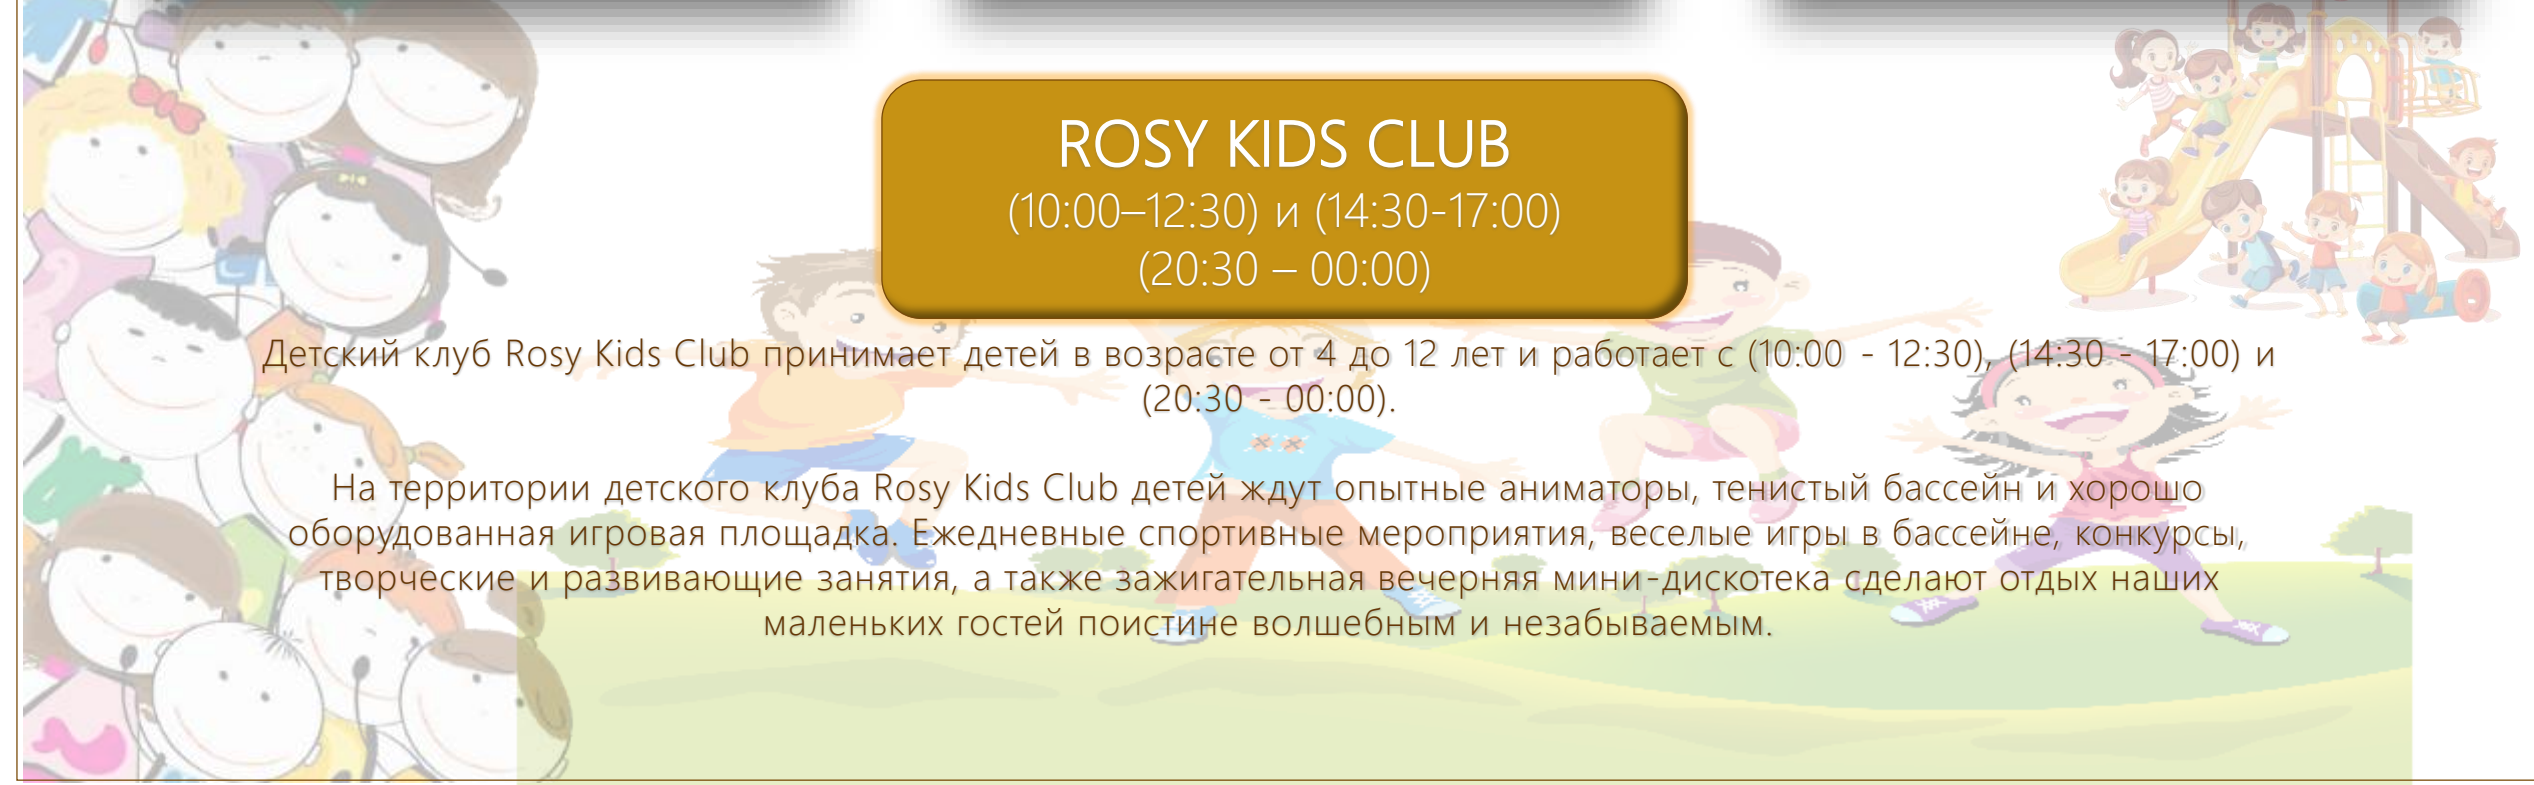 ROSY KIDS CLUB
(10:00–12:30) и (14:30-17:00)
(20:30 – 00:00)
Детский клуб Rosy Kids Club принимает детей в возрасте от 4 до 12 лет и работает с (10:00 - 12:30), (14:30 - 17:00) и
(20:30 - 00:00).
На территории детского клуба Rosy Kids Club детей ждут опытные аниматоры, тенистый бассейн и хорошо
оборудованная игровая площадка. Ежедневные спортивные мероприятия, веселые игры в бассейне, конкурсы,
творческие и развивающие занятия, а также зажигательная вечерняя мини-дискотека сделают отдых наших
маленьких гостей поистине волшебным и незабываемым.